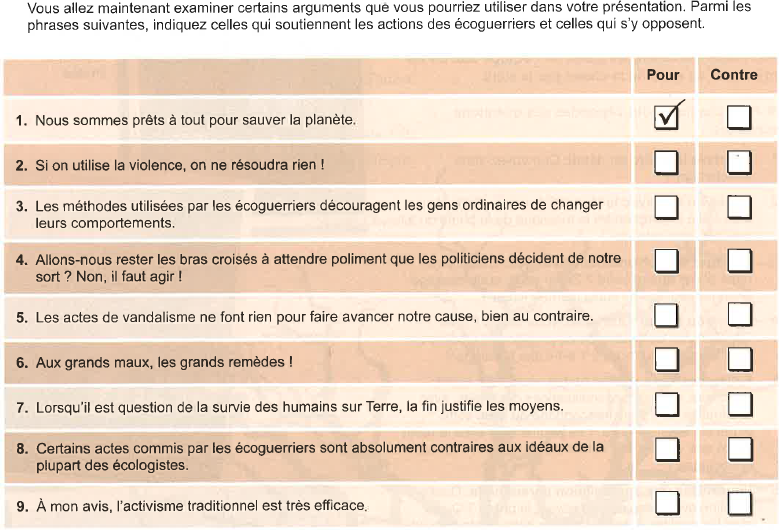 Vous allez maintenant examiner certains arguments que vous pourriez utiliser dans votre présentation. Parmi les
phrases suivantes, indiquez celles qui soutiennent les actions des écoguerriers et celles qui s'y opposent.
Pour Contre
1. Nous sommes prêts à tout pour sauver la planète.
2. Si on utilise la violence, on ne résoudra rien !
3. Les méthodes utilisées par les écoguerriers découragent les gens ordinaires de changer
leurs comportements.
4. Allons-nous rester les bras croisés à attendre poliment que les politiciens décident de notre
sort ? Non, il faut agir !
5. Les actes de vandalisme ne font rien pour faire avancer notre cause, bien au contraire.
6. Aux grands maux, les grands remèdes !
7. Lorsqu'il est question de la survie des humains sur Terre, la fin justifie les moyens.
8. Certains actes commis par les écoguerriers sont absolument contraires aux idéaux de la
plupart des écologistes.
9. À mon avis, l'activisme traditionnel est très efficace.